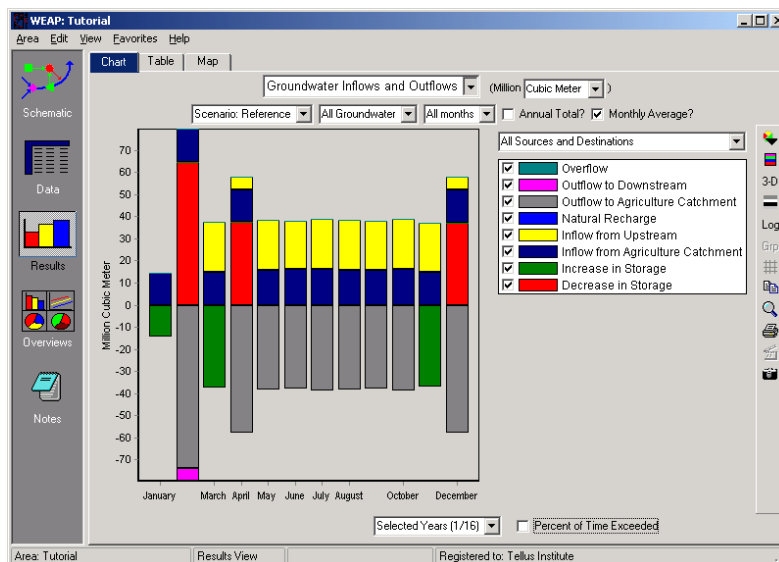 WEAP: Tutorial
Area Edit View Favorites Help
Chart Table Map
Groundwater Inflows and Outflows (Million Cubic Meter )
Scenario: Reference All Groundwater All months Annual Total? Monthly Average?
All Sources and Destinations
Overflow
Outflow to Downstream
Outflow to Agriculture Catchment
Natural Recharge
Inflow from Upstream
Inflow from Agriculture Catchment
Increase in Storage
Decrease in Storage
Schematic
Data
Results
Overviews
Notes
Million Cubic Meter
70
60
50
40
30
20
10
0
-10
-20
-30
-40
-50
-60
-70
January March April May June July August October December
3-D
Log
Grp
Selected Years (1/16) Percent of Time Exceeded
Area: Tutorial Results View Registered to: Tellus Institute